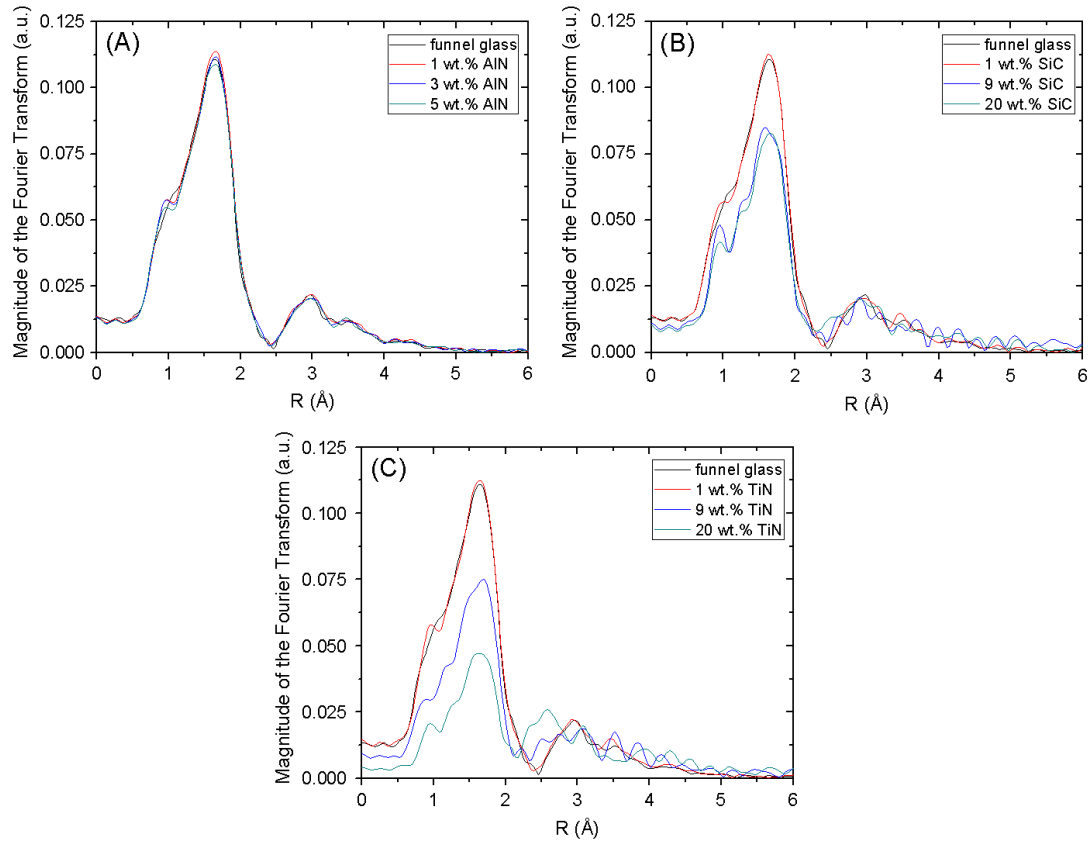 (A)
funnel glass
1 wt.% AlN
3 wt.% AlN
5 wt.% AlN
Magnitude of the Fourier Transform (a.u.)
0.125
0.100
0.075
0.050
0.025
0.000
0 1 2 3 4 5 6
R (Å)
(B)
funnel glass
1 wt.% SiC
9 wt.% SiC
20 wt.% SiC
Magnitude of the Fourier Transform (a.u.)
0.125
0.100
0.075
0.050
0.025
0.000
0 1 2 3 4 5 6
R (Å)
(C)
funnel glass
1 wt.% TiN
9 wt.% TiN
20 wt.% TiN
Magnitude of the Fourier Transform (a.u.)
0.125
0.100
0.075
0.050
0.025
0.000
0 1 2 3 4 5 6
R (Å)